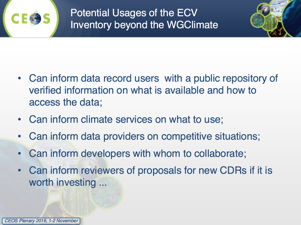 CEOS
Potential Usages of the ECV
Inventory beyond the WGClimate
• Can inform data record users with a public repository of
verified information on what is available and how to
access the data;
• Can inform climate services on what to use;
• Can inform data providers on competitive situations;
• Can inform developers with whom to collaborate;
• Can inform reviewers of proposals for new CDRs if it is
worth investing ...
CEOS Plenary 2016, 1-2 November